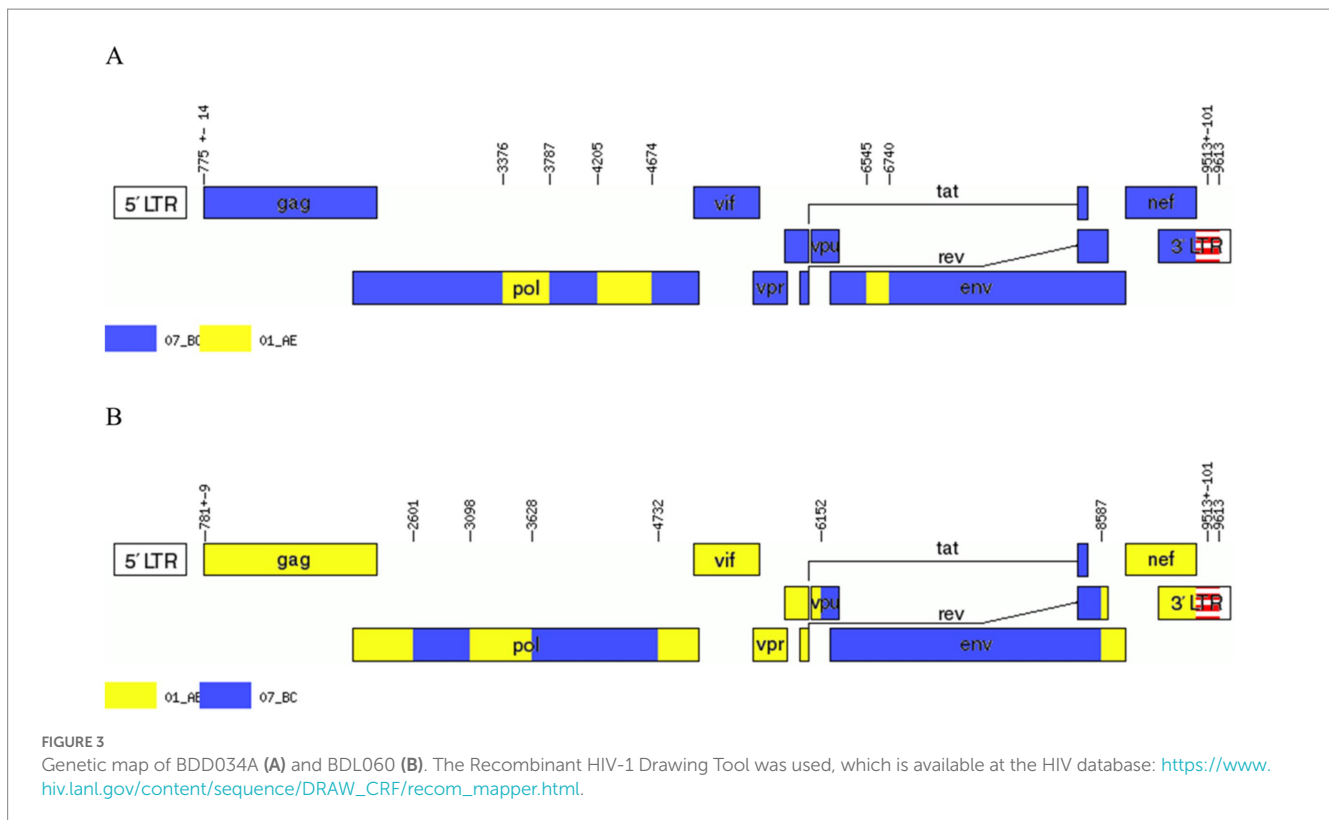 A
775 +- 14
3376
3787
4205
4674
6545
6740
9513+-101
9613
5' LTR
gag
vif
tat
nef
vpu
rev
3' LTR
pol
vpr
env
07_BC
01_AE
B
781+-9
2601
3098
3628
4732
6152
8587
9513+-101
9613
5' LTR
gag
vif
tat
nef
vpu
rev
3' LTR
pol
vpr
env
01_AE
07_BC
FIGURE 3
Genetic map of BDD034A (A) and BDL060 (B). The Recombinant HIV-1 Drawing Tool was used, which is available at the HIV database: https://www.
hiv.lanl.gov/content/sequence/DRAW_CRF/recom_mapper.html.